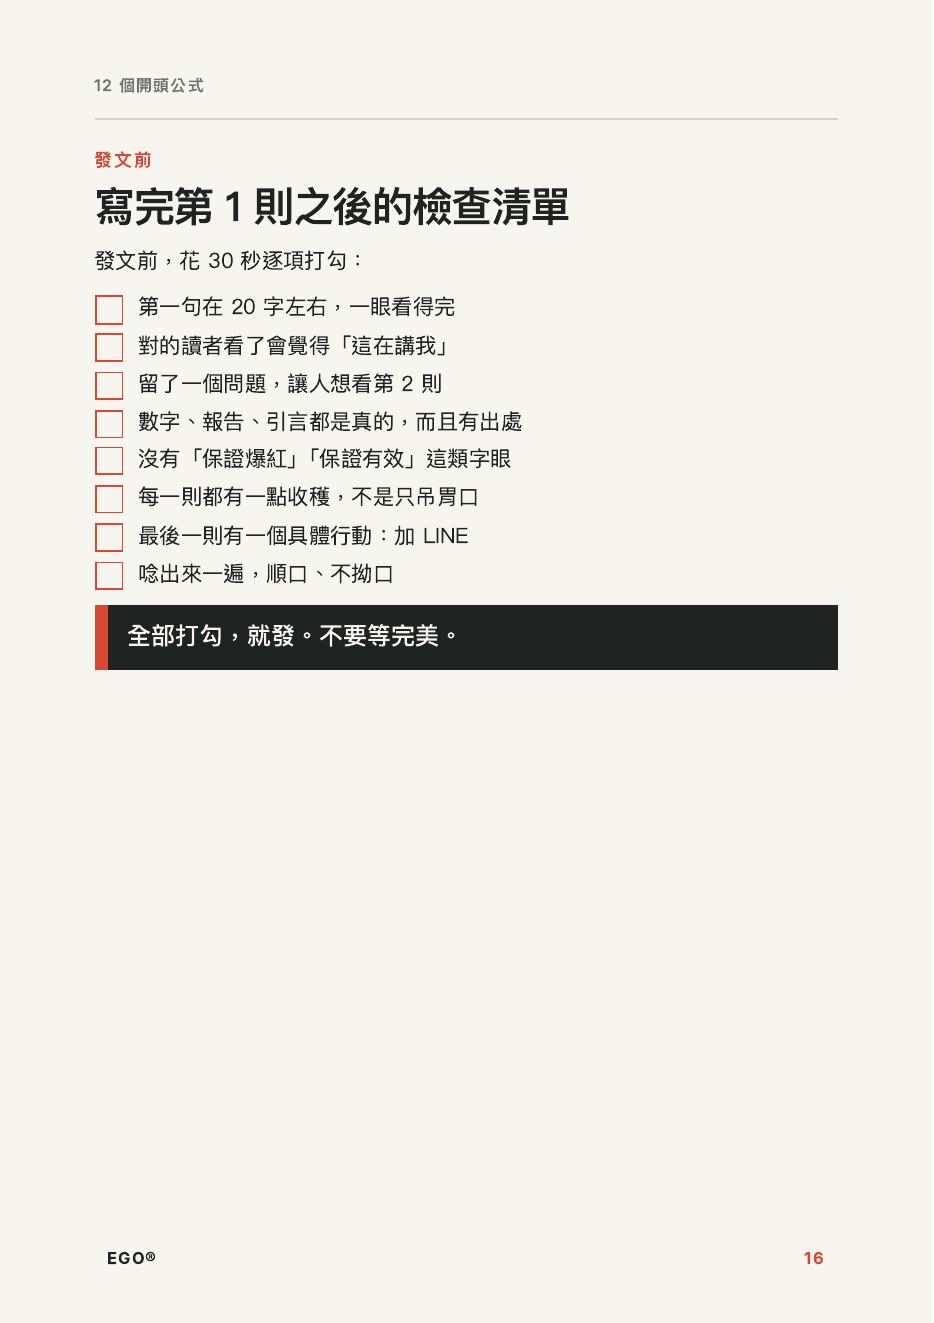 12 個開頭公式
發文前
寫完第 1 則之後的檢查清單
發文前，花 30 秒逐項打勾：
第一句在 20 字左右，一眼看得完
對的讀者看了會覺得「這在講我」
留了一個問題，讓人想看第 2 則
數字、報告、引言都是真的，而且有出處
沒有「保證爆紅」「保證有效」這類字眼
每一則都有一點收穫，不是只吊胃口
最後一則有一個具體行動：加 LINE
唸出來一遍，順口、不拗口
全部打勾，就發。不要等完美。
EGO®
16